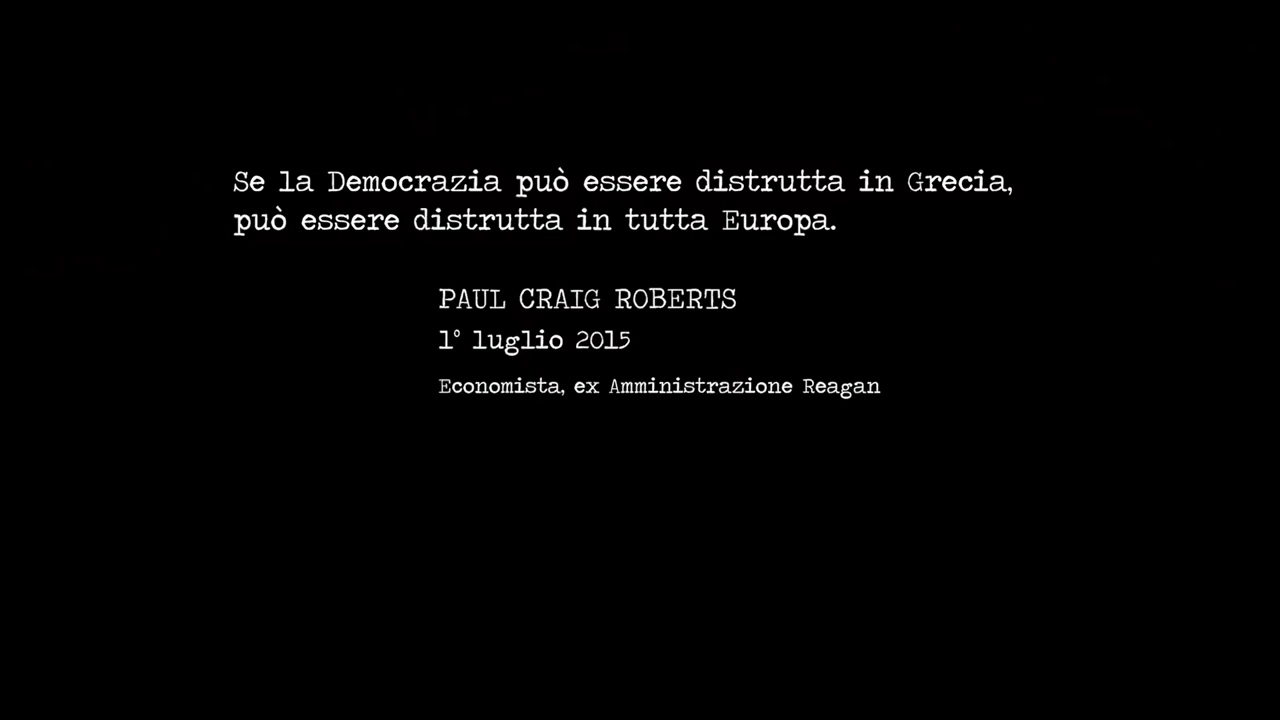 Se la Democrazia può essere distrutta in Grecia,
può essere distrutta in tutta Europa.
PAUL CRAIG ROBERTS
1° luglio 2015
Economista, ex Amministrazione Reagan